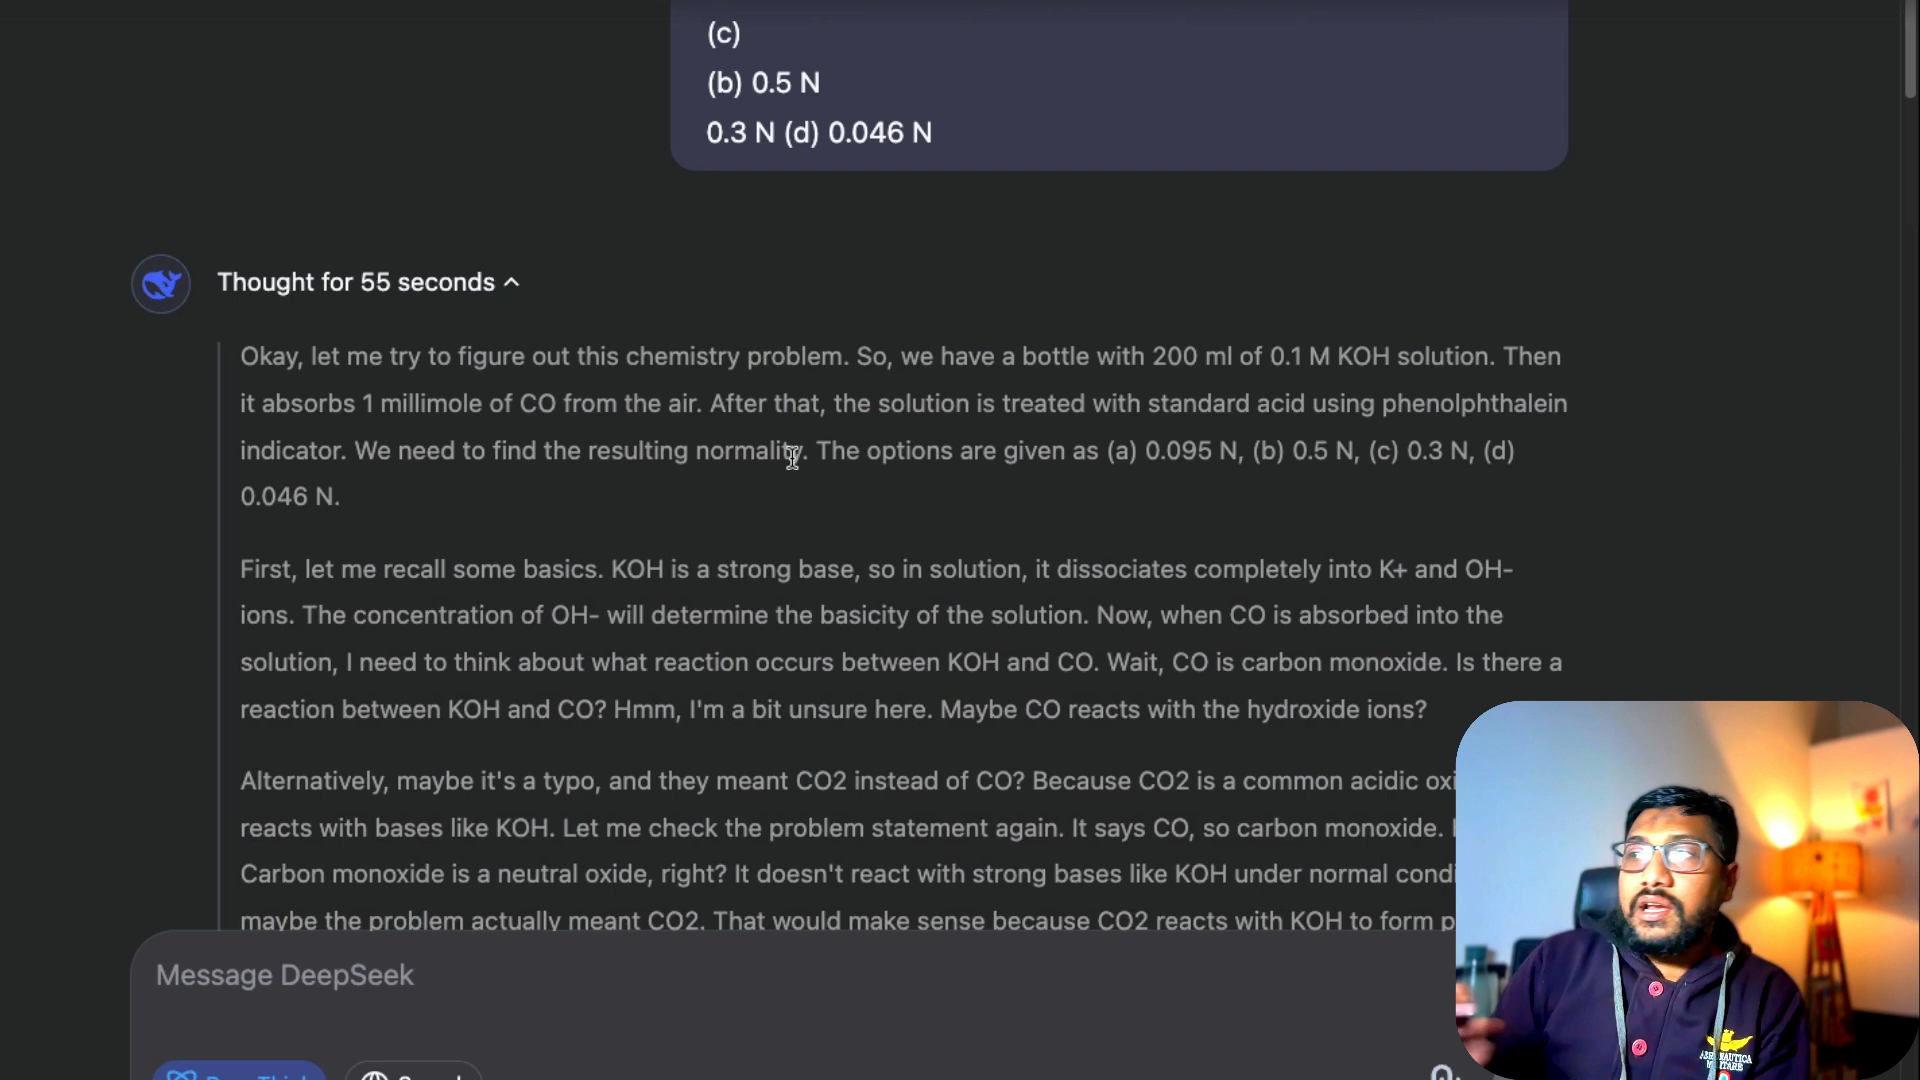 (c)
(b) 0.5 N
0.3 N (d) 0.046 N
Thought for 55 seconds
Okay, let me try to figure out this chemistry problem. So, we have a bottle with 200 ml of 0.1 M KOH solution. Then
it absorbs 1 millimole of CO from the air. After that, the solution is treated with standard acid using phenolphthalein
indicator. We need to find the resulting normality. The options are given as (a) 0.095 N, (b) 0.5 N, (c) 0.3 N, (d)
0.046 N.
First, let me recall some basics. KOH is a strong base, so in solution, it dissociates completely into K+ and OH-
ions. The concentration of OH- will determine the basicity of the solution. Now, when CO is absorbed into the
solution, I need to think about what reaction occurs between KOH and CO. Wait, CO is carbon monoxide. Is there a
reaction between KOH and CO? Hmm, I'm a bit unsure here. Maybe CO reacts with the hydroxide ions?
Alternatively, maybe it's a typo, and they meant CO2 instead of CO? Because CO2 is a common acidic oxi
reacts with bases like KOH. Let me check the problem statement again. It says CO, so carbon monoxide.
Carbon monoxide is a neutral oxide, right? It doesn't react with strong bases like KOH under normal condi
maybe the problem actually meant CO2. That would make sense because CO2 reacts with KOH to form p
Message DeepSeek